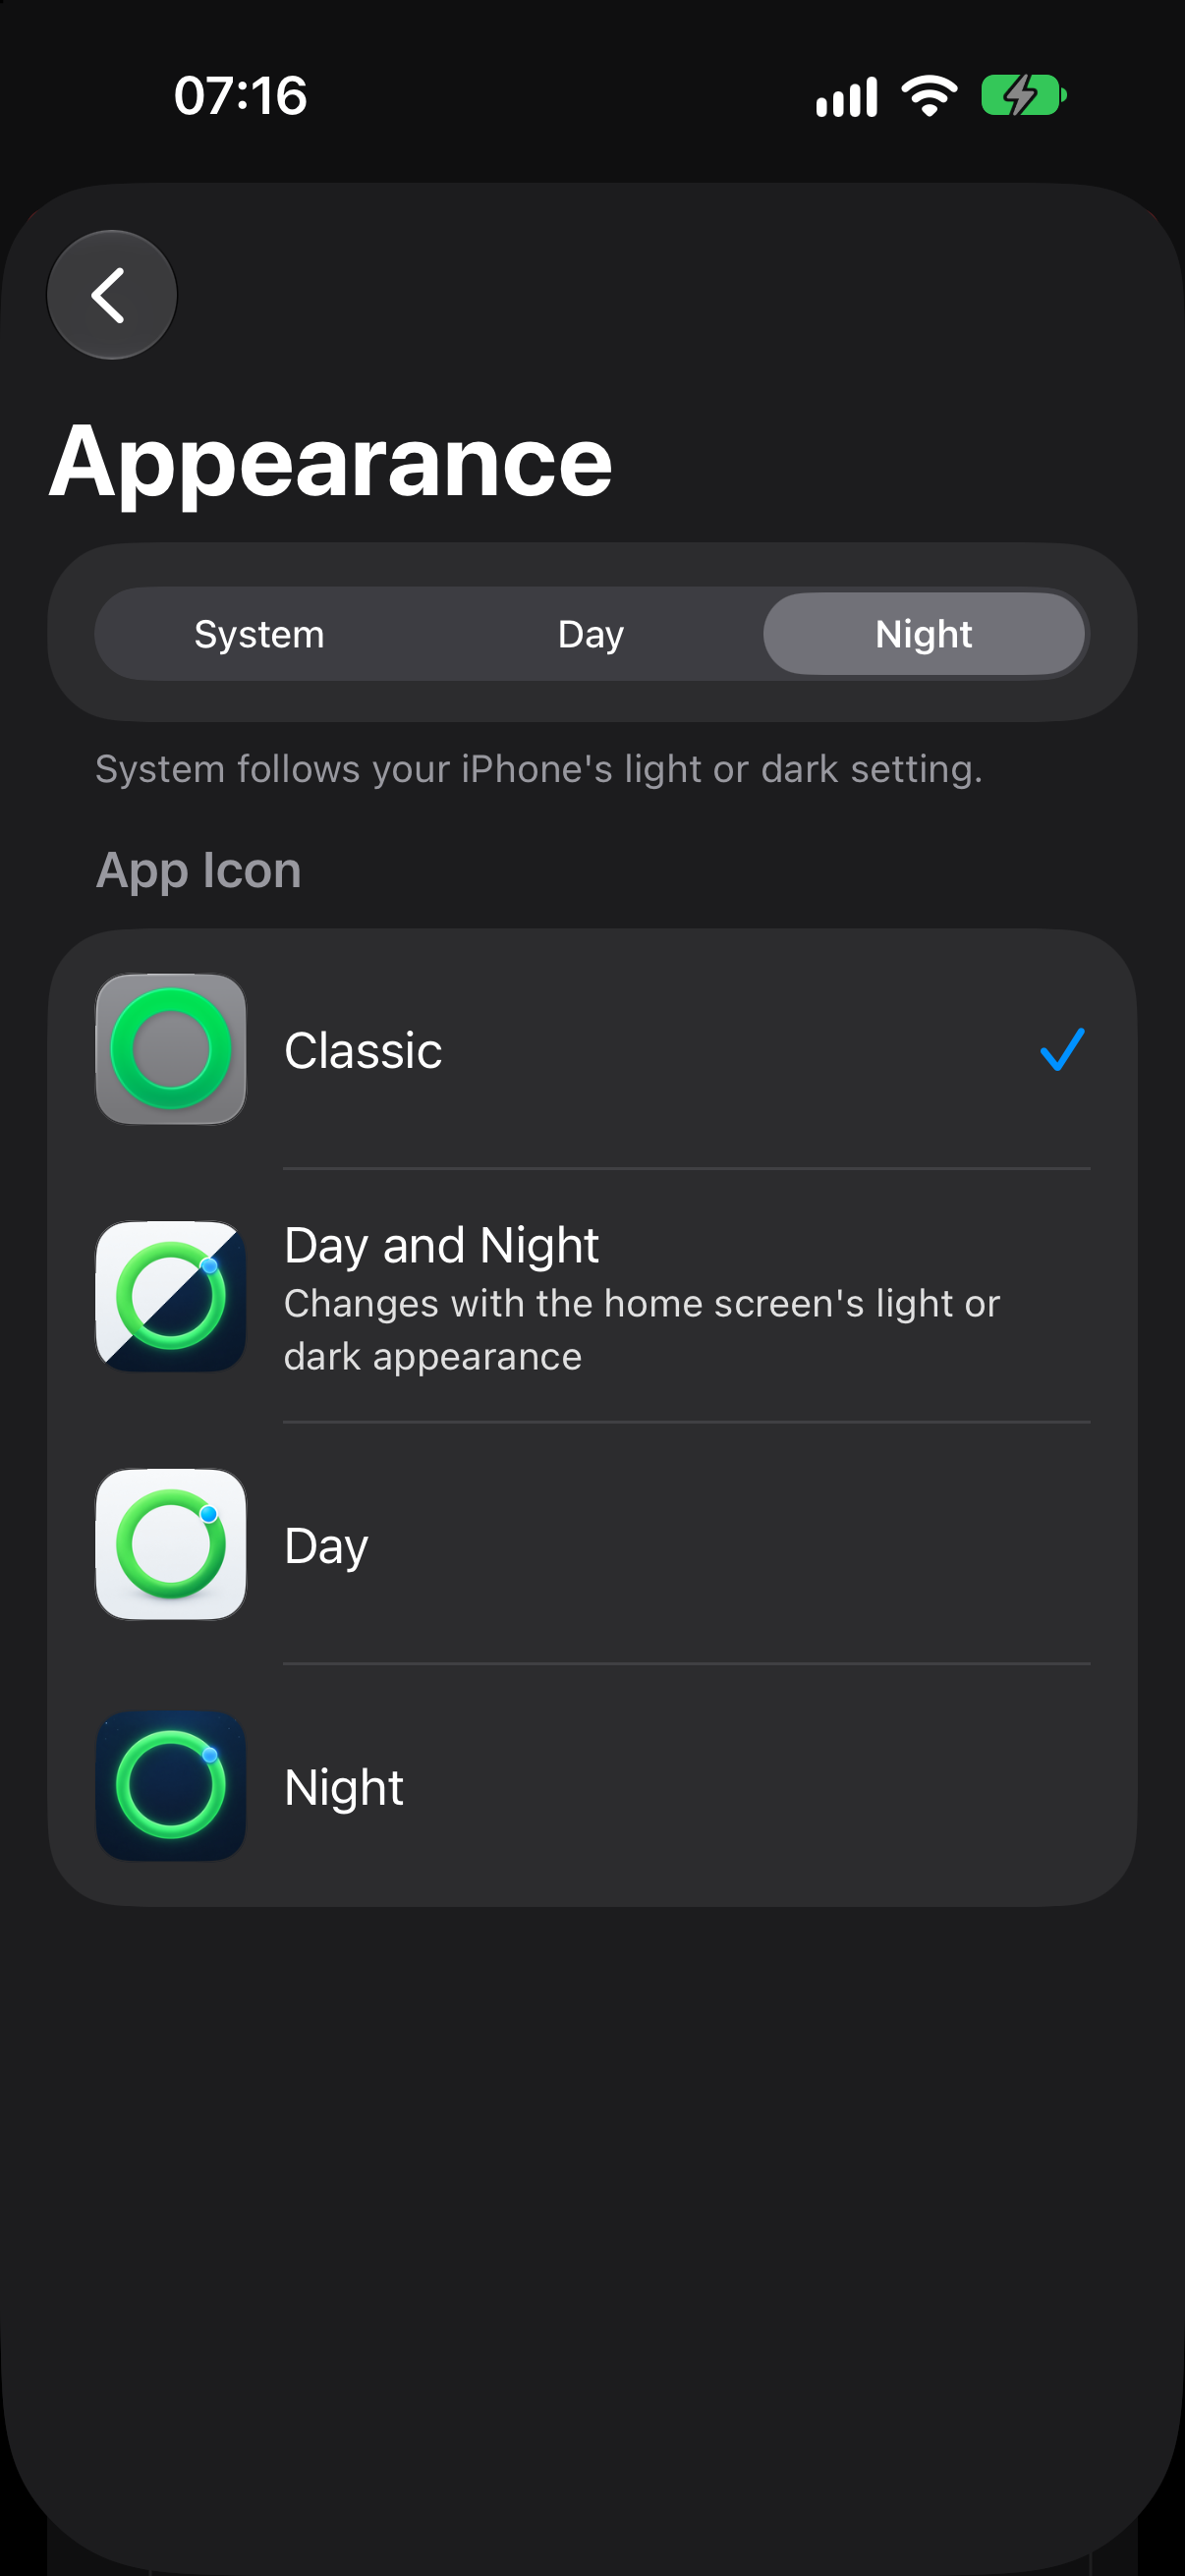 07:16
Appearance
System
Day
Night
System follows your iPhone's light or dark setting.
App Icon
Classic
Day and Night
Changes with the home screen's light or
dark appearance
Day
Night